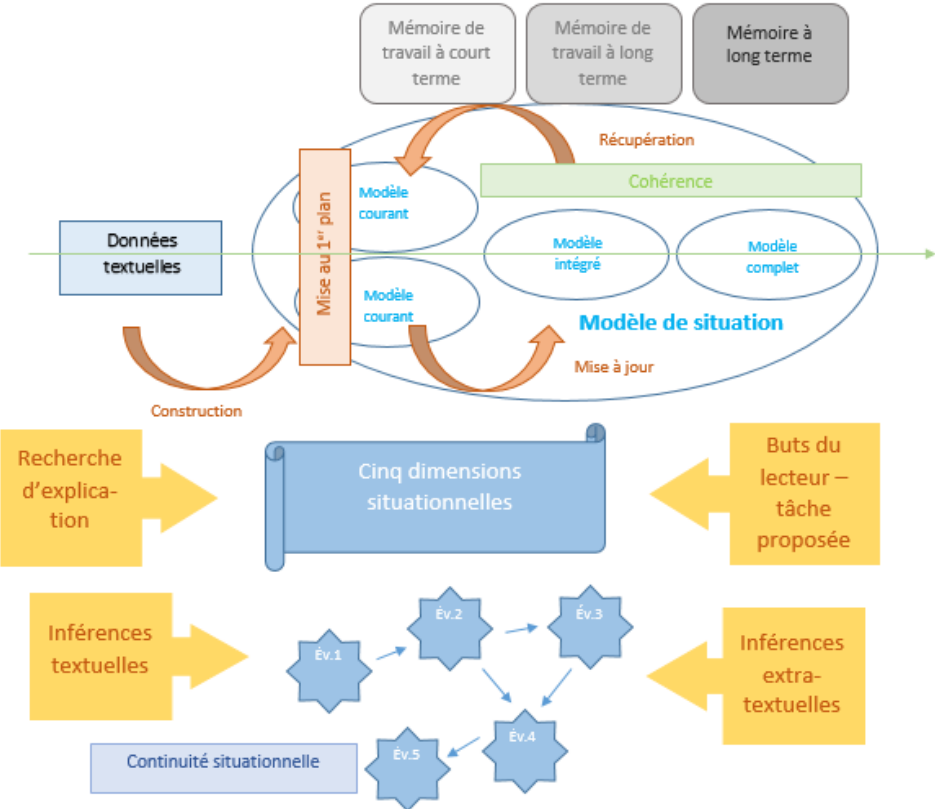 Mémoire de
travail à court
terme
Mémoire de
travail à long
terme
Mémoire à
long terme
Récupération
Cohérence
Mise au 1er plan
Modèle
courant
Données
textuelles
Modèle
intégré
Modèle
complet
Modèle
courant
Modèle de situation
Mise à jour
Construction
Recherche
d'explica-
tion
Cinq dimensions
situationnelles
Buts du
lecteur –
tâche
proposée
Inférences
textuelles
Év.1
Év.2
Év.3
Év.4
Év.5
Inférences
extra-
textuelles
Continuité situationnelle